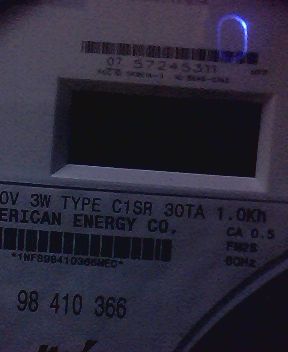 07 57245311
0V 3W TYPE C1SR 30TA 1.0Kh
ERICAN ENERGY CO.
CA 0.5
FM2S
60Hz
98 410 366